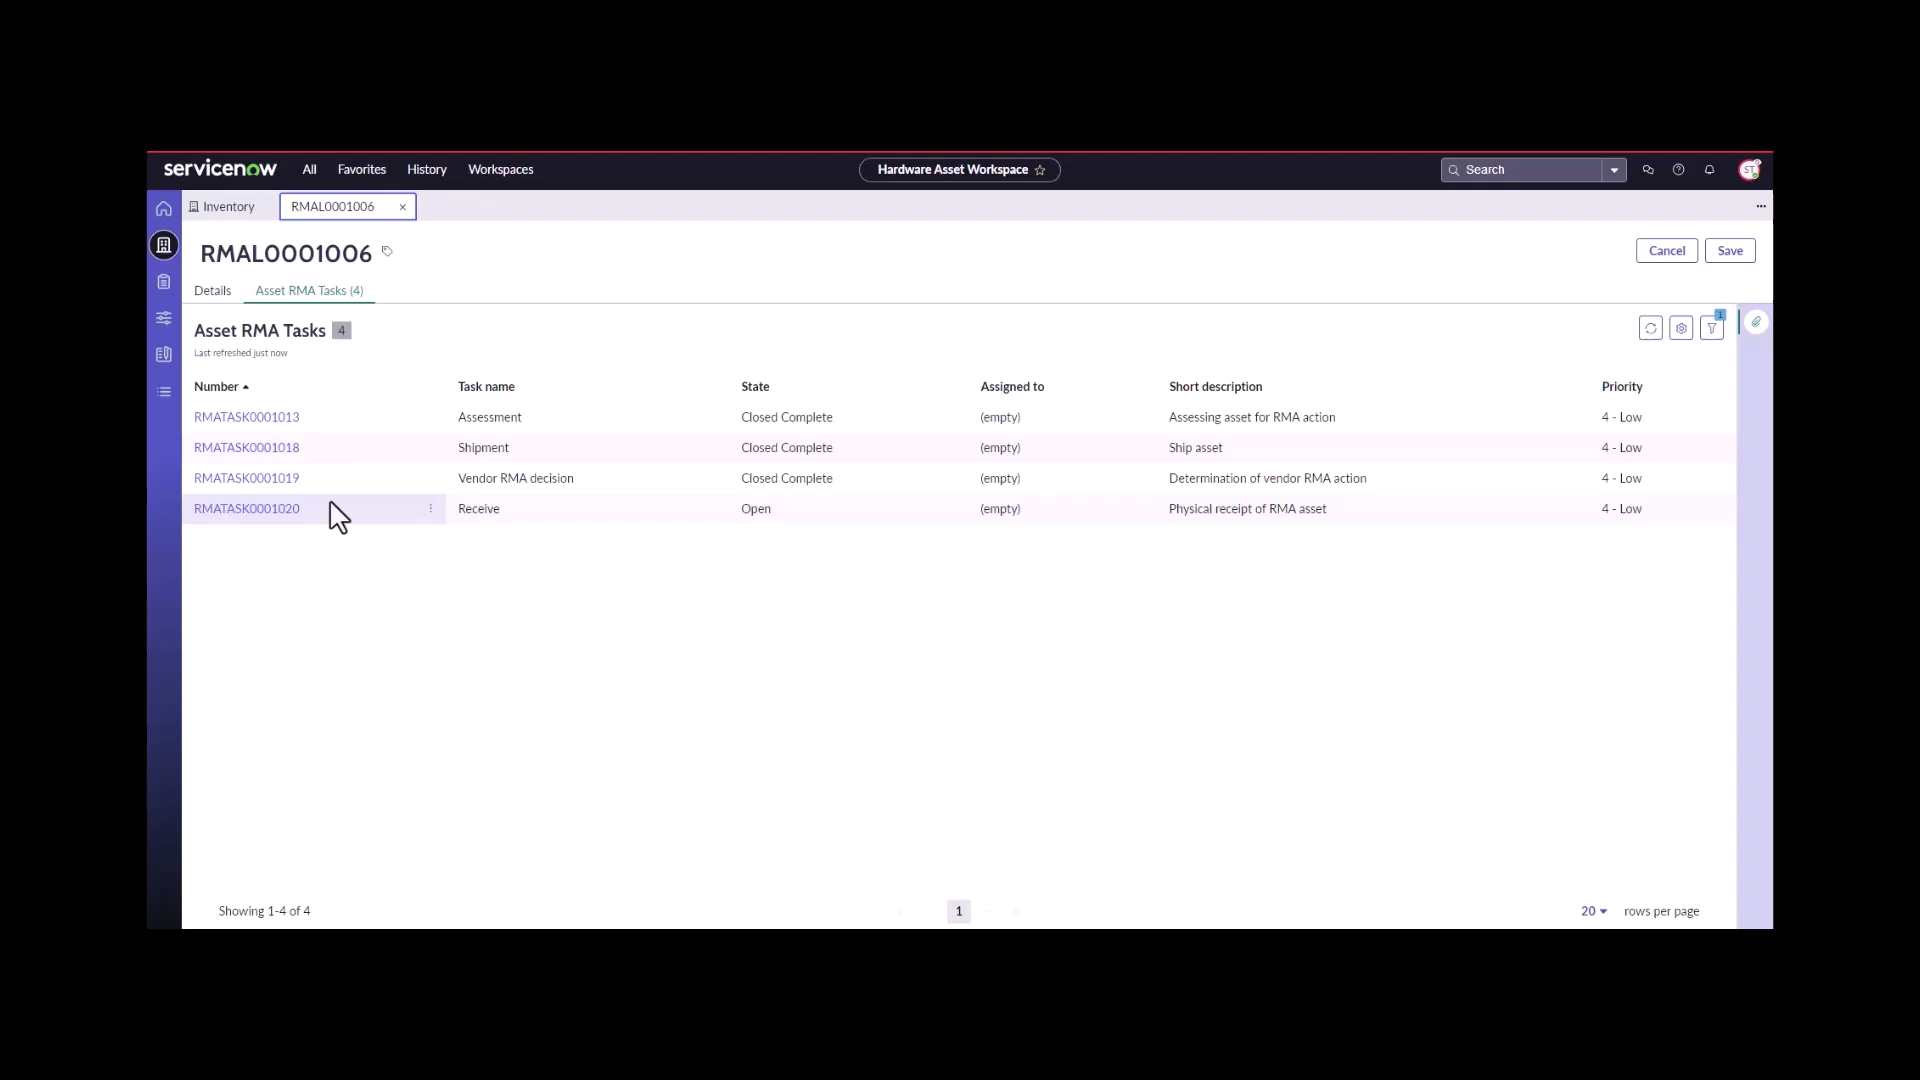 servicenow All Favorites History Workspaces Hardware Asset Workspace Search ST
Inventory RMAL0001006
RMAL0001006 Cancel Save
Details Asset RMA Tasks (4)
Asset RMA Tasks 4 1
Last refreshed just now
Number Task name State Assigned to Short description Priority
RMATASK0001013 Assessment Closed Complete (empty) Assessing asset for RMA action 4 - Low
RMATASK0001018 Shipment Closed Complete (empty) Ship asset 4 - Low
RMATASK0001019 Vendor RMA decision Closed Complete (empty) Determination of vendor RMA action 4 - Low
RMATASK0001020 Receive Open (empty) Physical receipt of RMA asset 4 - Low
Showing 1-4 of 4 1 20 rows per page